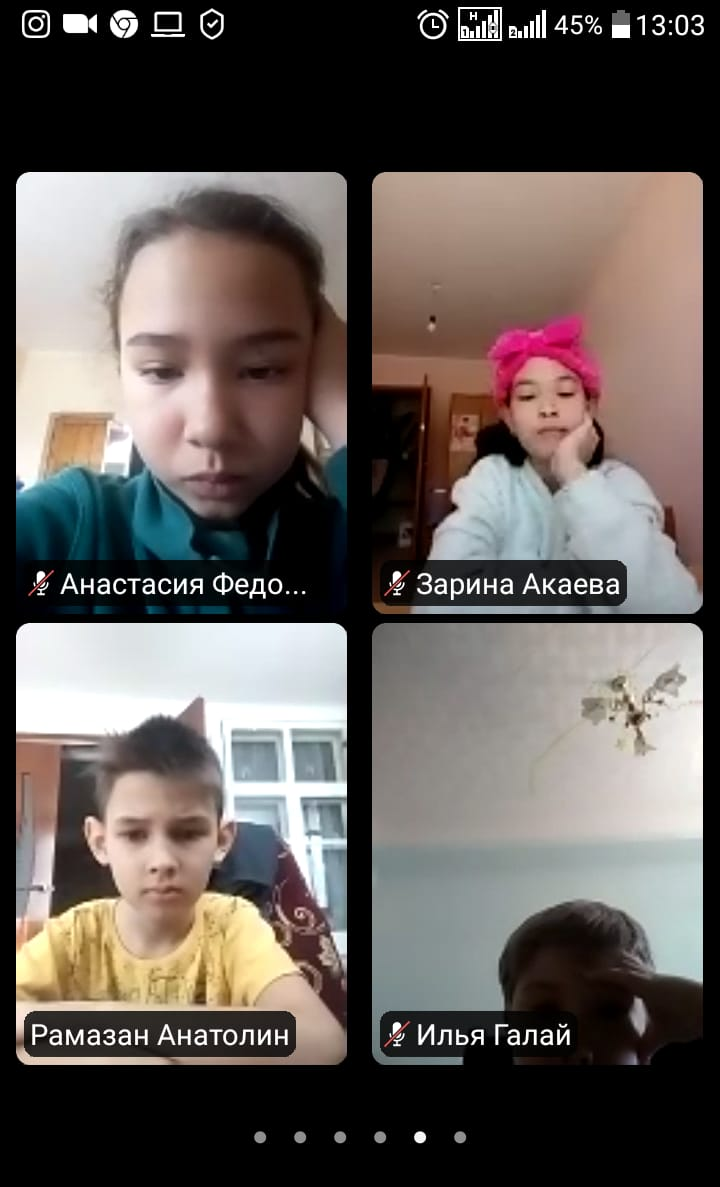 45% 13:03
Анастасия Федо...
Зарина Акаева
Рамазан Анатолин
Илья Галай